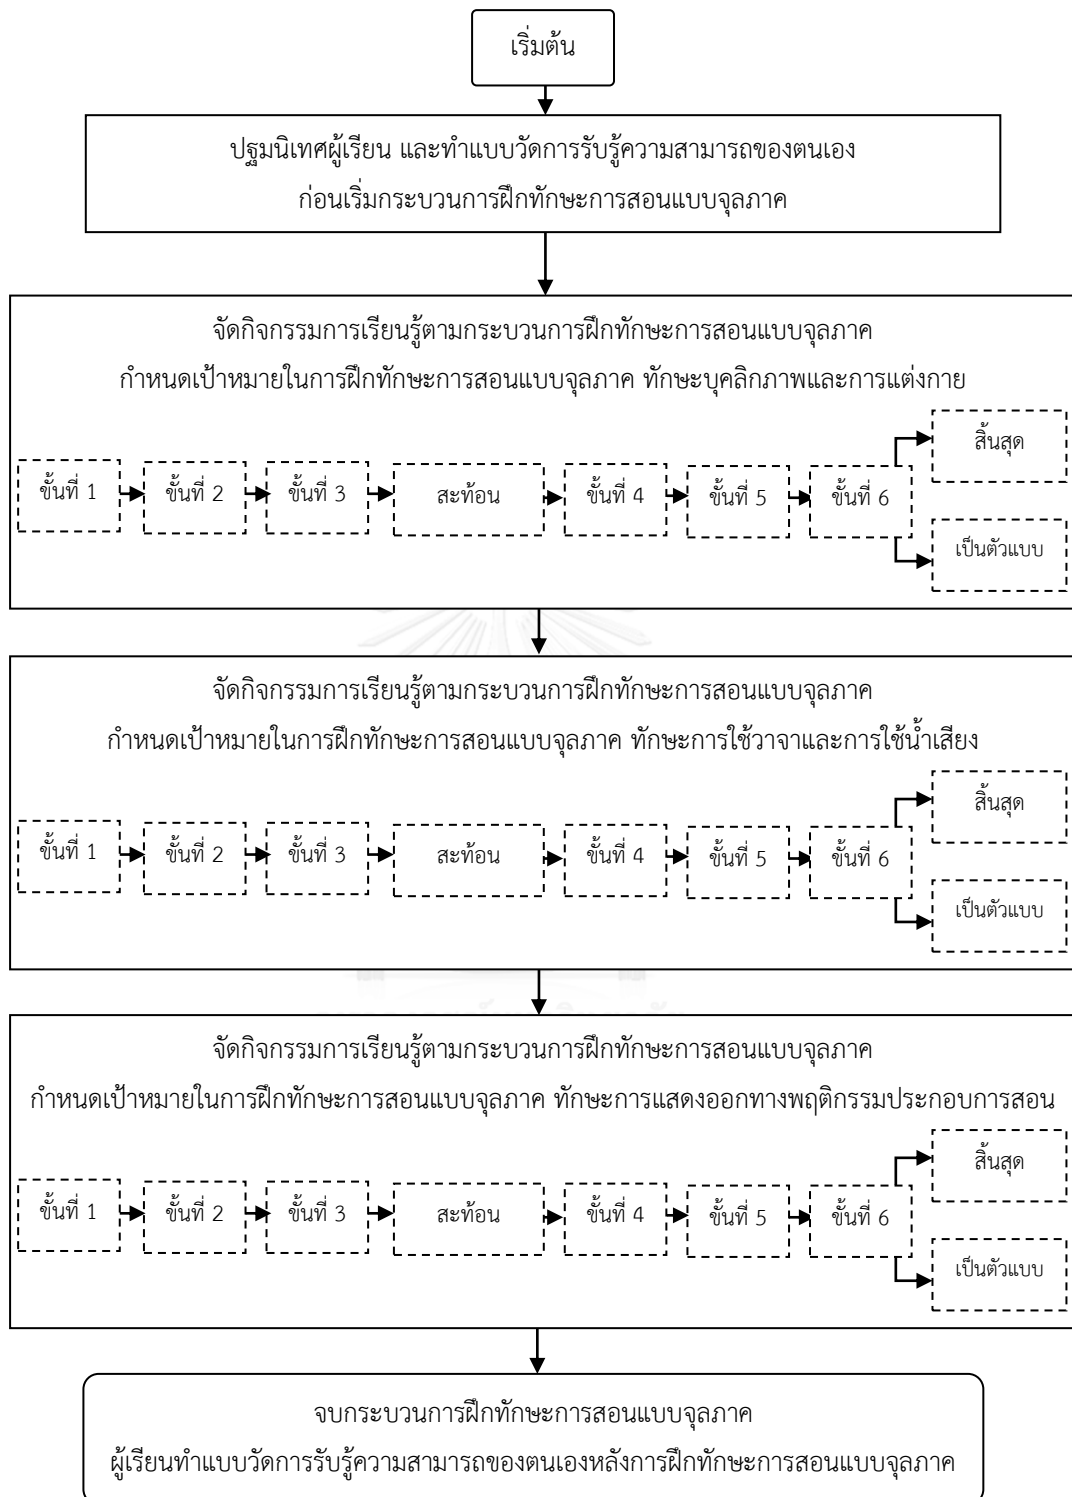 เริ่มต้น
ปฐมนิเทศผู้เรียน และทำแบบวัดการรับรู้ความสามารถของตนเอง
ก่อนเริ่มกระบวนการฝึกทักษะการสอนแบบจุลภาค
จัดกิจกรรมการเรียนรู้ตามกระบวนการฝึกทักษะการสอนแบบจุลภาค
กำหนดเป้าหมายในการฝึกทักษะการสอนแบบจุลภาค ทักษะบุคลิกภาพและการแต่งกาย
ขั้นที่ 1
ขั้นที่ 2
ขั้นที่ 3
สะท้อน
ขั้นที่ 4
ขั้นที่ 5
ขั้นที่ 6
สิ้นสุด
เป็นตัวแบบ
จัดกิจกรรมการเรียนรู้ตามกระบวนการฝึกทักษะการสอนแบบจุลภาค
กำหนดเป้าหมายในการฝึกทักษะการสอนแบบจุลภาค ทักษะการใช้วาจาและการใช้น้ำเสียง
ขั้นที่ 1
ขั้นที่ 2
ขั้นที่ 3
สะท้อน
ขั้นที่ 4
ขั้นที่ 5
ขั้นที่ 6
สิ้นสุด
เป็นตัวแบบ
จัดกิจกรรมการเรียนรู้ตามกระบวนการฝึกทักษะการสอนแบบจุลภาค
กำหนดเป้าหมายในการฝึกทักษะการสอนแบบจุลภาค ทักษะการแสดงออกทางพฤติกรรมประกอบการสอน
ขั้นที่ 1
ขั้นที่ 2
ขั้นที่ 3
สะท้อน
ขั้นที่ 4
ขั้นที่ 5
ขั้นที่ 6
สิ้นสุด
เป็นตัวแบบ
จบกระบวนการฝึกทักษะการสอนแบบจุลภาค
ผู้เรียนทำแบบวัดการรับรู้ความสามารถของตนเองหลังการฝึกทักษะการสอนแบบจุลภาค